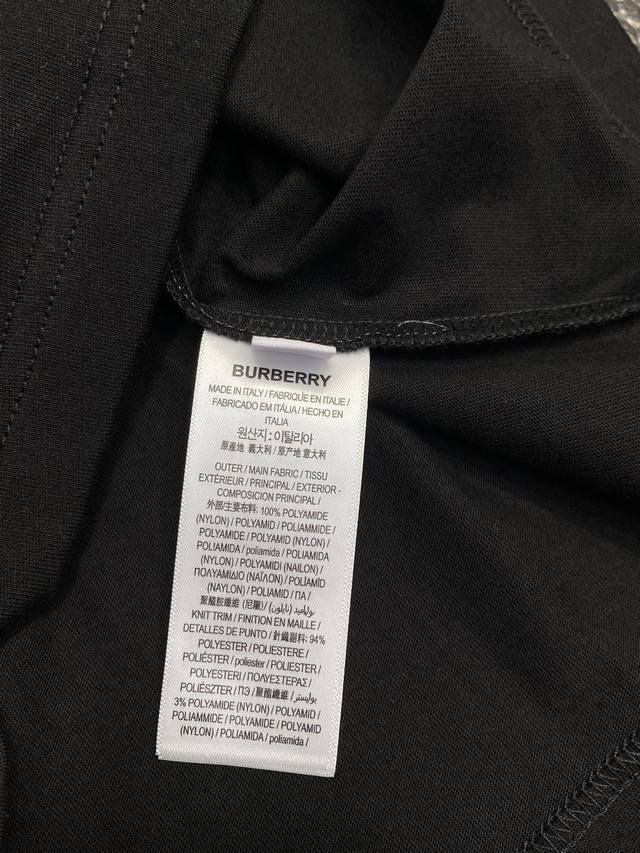 BURBERRY
MADE IN ITALY / FABRIQUÉ EN ITALIE /
FABRICADO EM ITÁLIA / HECHO EN
ITALIA
원산지 : 이탈리아
原産地 義大利 / 原产地 意大利
OUTER / MAIN FABRIC / TISSU
EXTÉRIEUR / PRINCIPAL / EXTERIOR -
COMPOSICIÓN PRINCIPAL /
外部/主要布料: 100% POLYAMIDE
(NYLON) / POLYAMID / POLIAMMIDE /
POLYAMIDE / POLYAMID (NYLON) /
POLIAMIDA / poliamida / POLIAMIDA
(NYLON) / POLYAMIDI (NAILON) /
ΠΟΛΥΑΜΙΔΙΟ (ΝΑΪΛΟΝ) / POLİAMİD
(NAYLON) / POLIAMID / ПА /
聚醯胺纖維 (尼龍)/ (نايلون) بولياميد /
KNIT TRIM / FINITION EN MAILLE /
DETALLES DE PUNTO / 針織副料: 94%
POLYESTER / POLIESTERE /
POLIÉSTER / poliester / POLIESTER /
POLYESTERI / ΠΟΛΥΕΣΤΕΡΑΣ /
POLIÉSZTER / ПЭ / 聚酯纖維 / بوليستر /
3% POLYAMIDE (NYLON) / POLYAMID /
POLIAMMIDE / POLYAMIDE / POLYAMID
(NYLON) / POLIAMIDA / poliamida /